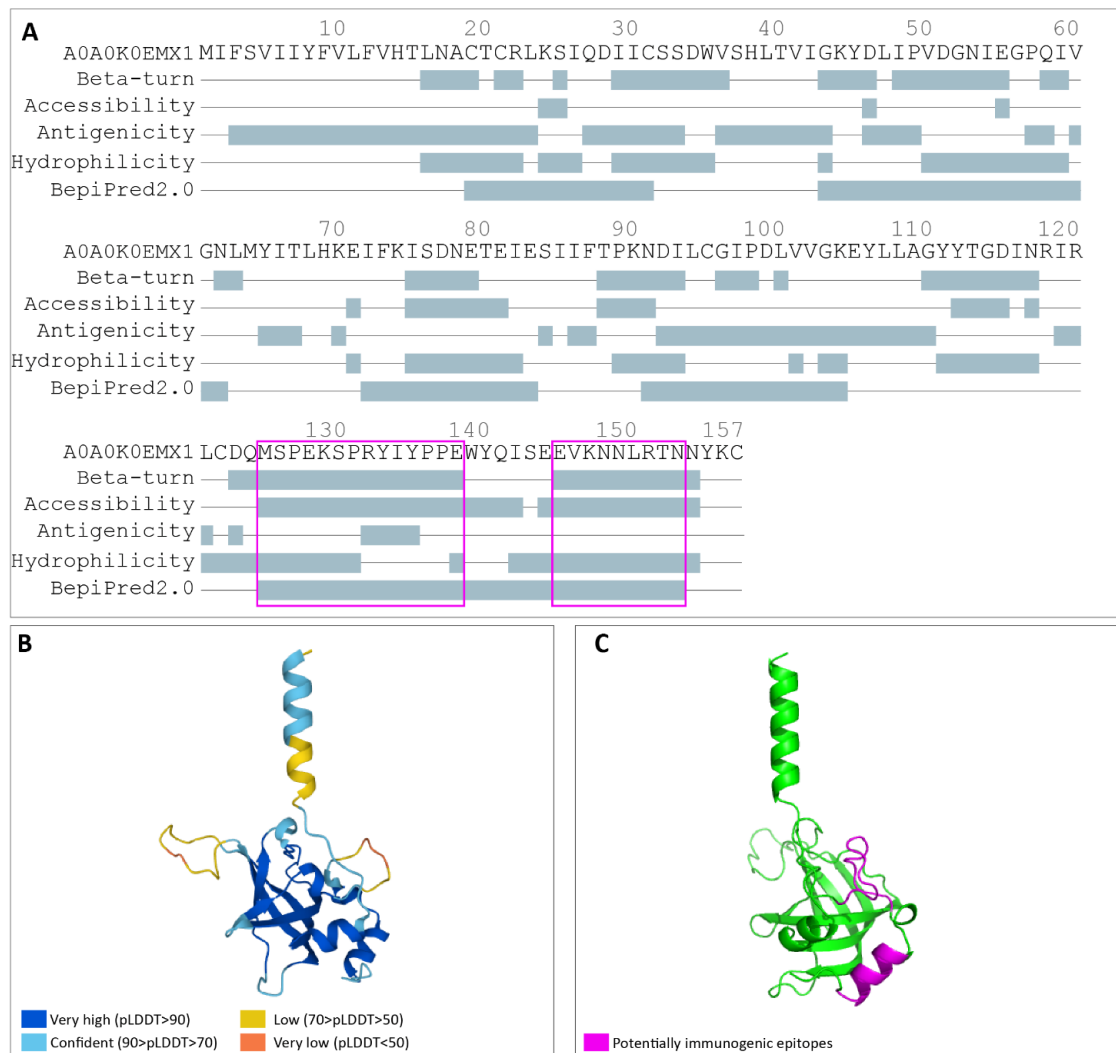 A
10 20 30 40 50 60
A0A0K0EMX1 MIFSVIIYFVLFVHTLNACTCRLKSIQDIICSSDWVSHLTVIGKYDLIPVDGNIEGPQIV
Beta-turn
Accessibility
Antigenicity
Hydrophilicity
BepiPred2.0
70 80 90 100 110 120
A0A0K0EMX1 GNLMYITLHKEIFKISDNETEIESIIFTPKNDILCGIPDLVVGKEYLLAGYYTGDINRIR
Beta-turn
Accessibility
Antigenicity
Hydrophilicity
BepiPred2.0
130 140 150 157
A0A0K0EMX1 LCDQMSPEKSPRYIYPPEWYQISEEVKNNLRTNNYKC
Beta-turn
Accessibility
Antigenicity
Hydrophilicity
BepiPred2.0
B
Very high (pLDDT>90)
Low (70>pLDDT>50)
Confident (90>pLDDT>70)
Very low (pLDDT<50)
C
Potentially immunogenic epitopes